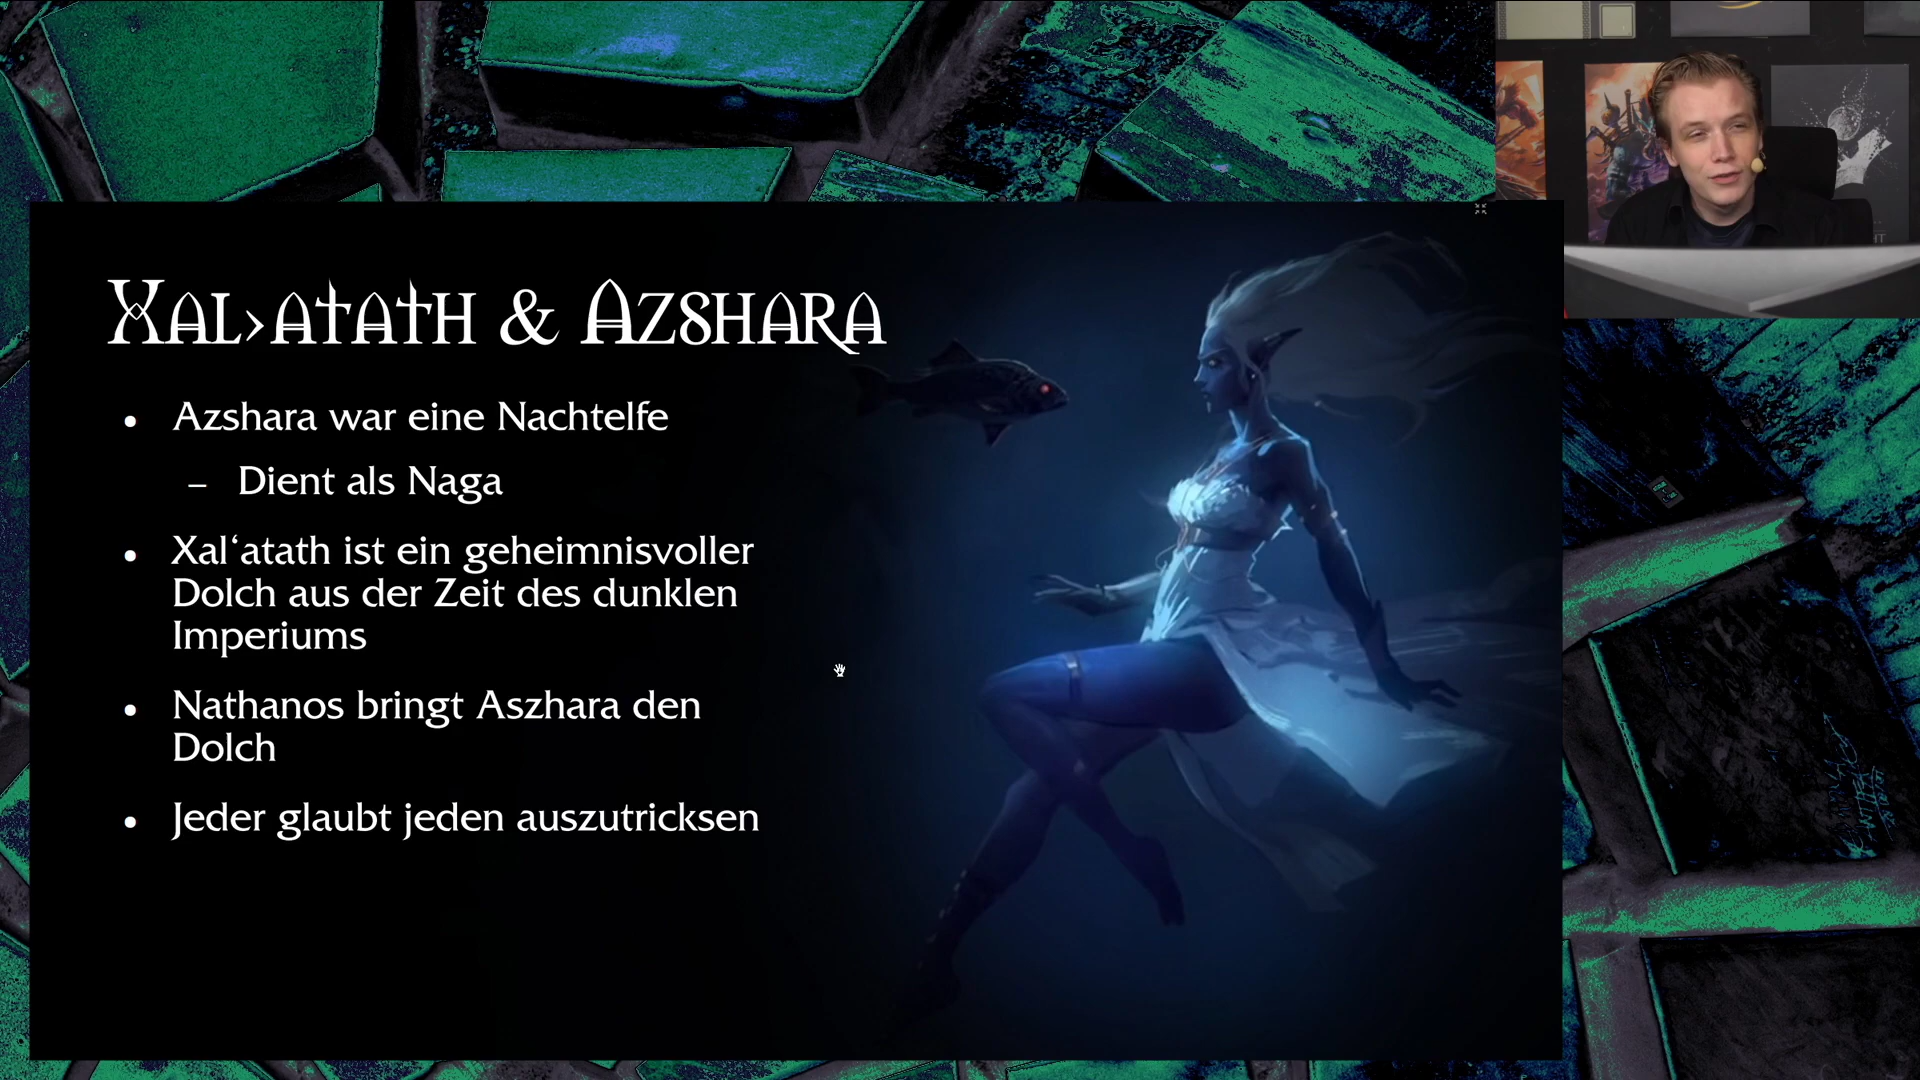 Xal›atath & Azshara
• Azshara war eine Nachtelfe
– Dient als Naga
• Xal‘atath ist ein geheimnisvoller
Dolch aus der Zeit des dunklen
Imperiums
• Nathanos bringt Aszhara den
Dolch
• Jeder glaubt jeden auszutricksen